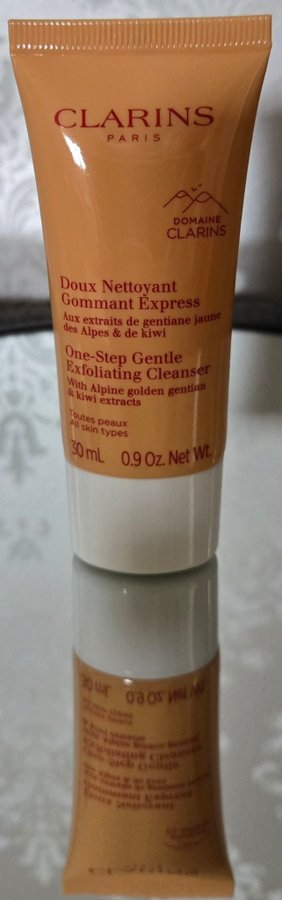 CLARINS
PARIS
DOMAINE
CLARINS
Doux Nettoyant
Gommant Express
Aux extraits de gentiane jaune
des Alpes & de kiwi
One-Step Gentle
Exfoliating Cleanser
With Alpine golden gentian
& kiwi extracts
Toutes peaux
All skin types
30 mL 0.9 Oz. Net Wt.